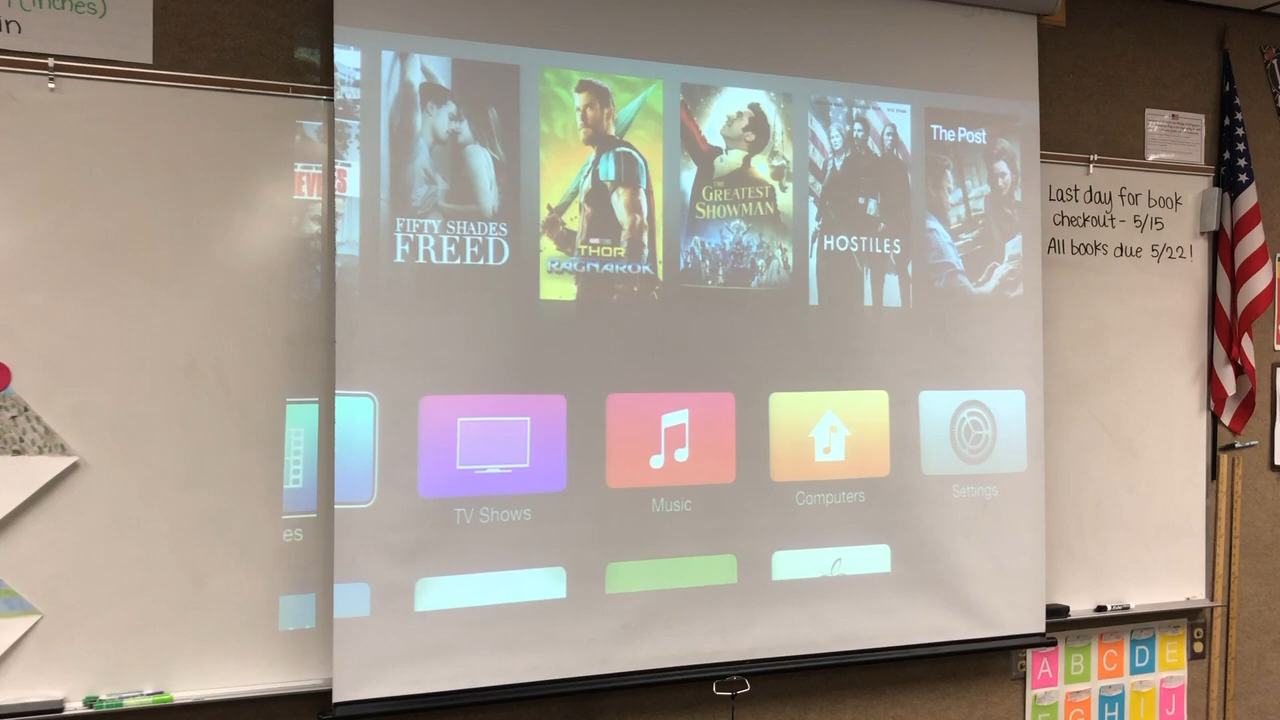 (inches)
in
FIFTY SHADES
FREED
THOR
RAGNAROK
THE
GREATEST
SHOWMAN
HOSTILES
The Post
Last day for book
checkout - 5/15
All books due 5/22!
TV Shows
Music
Computers
Settings
es
A B C D E
G H I J